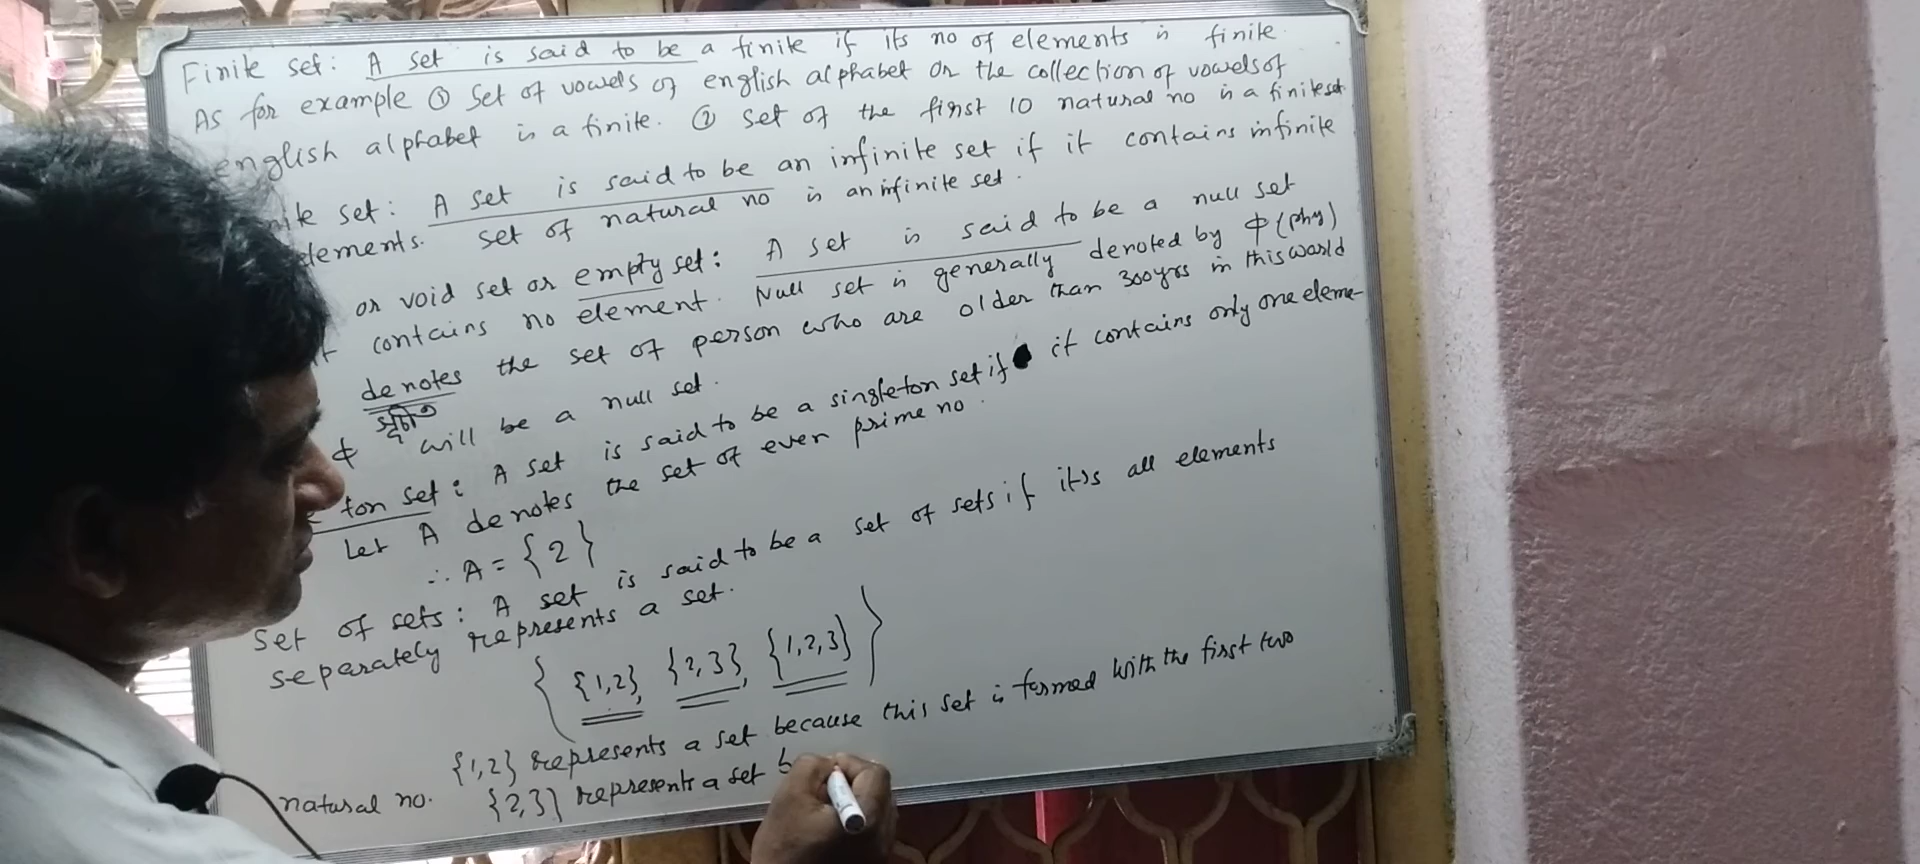 Finite set: A set is said to be a finite if its no of elements is finite.
As for example ① Set of vowels of english alphabet or the collection of vowels of
english alphabet is a finite. ② Set of the first 10 natural no is a finite set
set: A set is said to be an infinite set if it contains infinite
elements. set of natural no is an infinite set.
or void set or empty set: A set is said to be a null set
contains no element. Null set is generally denoted by ф (phy)
denotes the set of person who are older than 300yrs in this world
ф will be a null set.
ton set: A set is said to be a singleton set if it contains only one eleme-
Let A denotes the set of even prime no.
∴ A = {2}
Set of sets: A set is said to be a set of sets if it's all elements
separately represents a set.
{ {1,2}, {2,3}, {1,2,3} }
{1,2} represents a set because this set is formed with the first two
natural no. {2,3} represents a set b